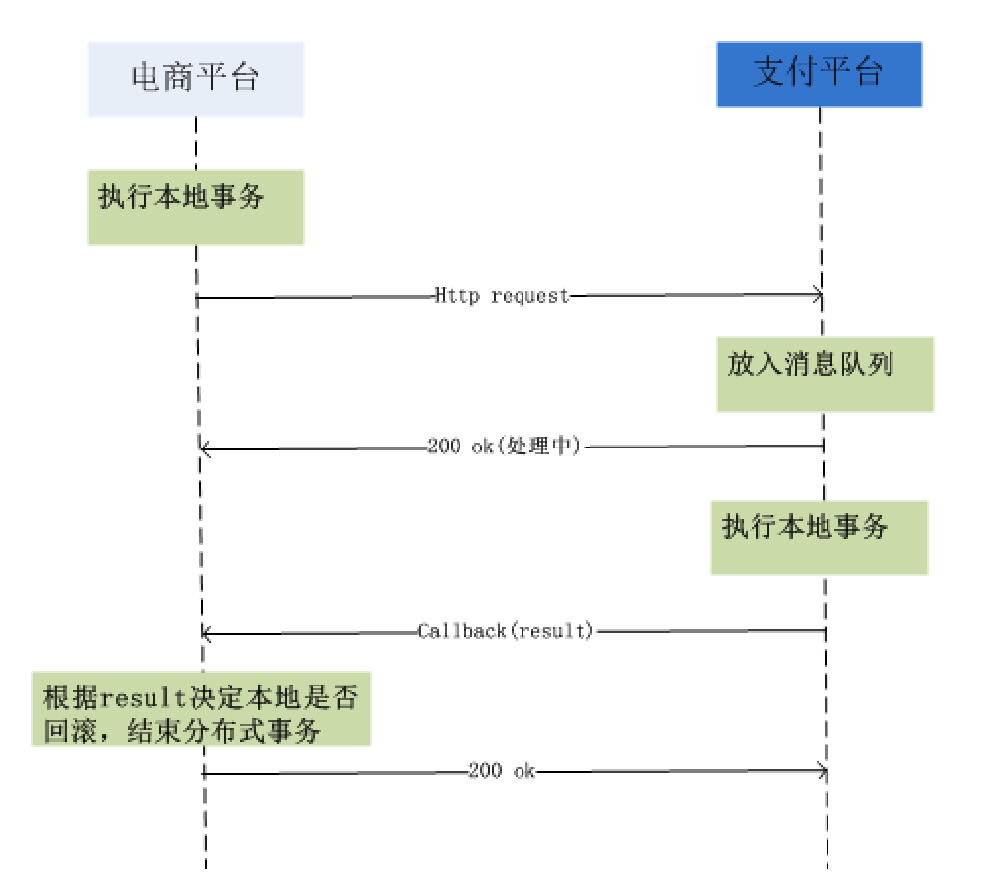 电商平台
支付平台
执行本地事务
Http request
放入消息队列
200 ok(处理中)
执行本地事务
Callback(result)
根据result决定本地是否
回滚，结束分布式事务
200 ok